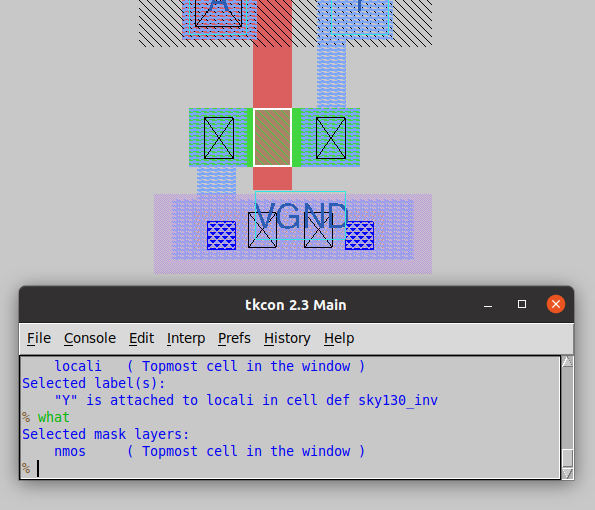 A
VGND
tkcon 2.3 Main
File Console Edit Interp Prefs History Help
locali ( Topmost cell in the window )
Selected label(s):
"Y" is attached to locali in cell def sky130_inv
% what
Selected mask layers:
nmos ( Topmost cell in the window )
%